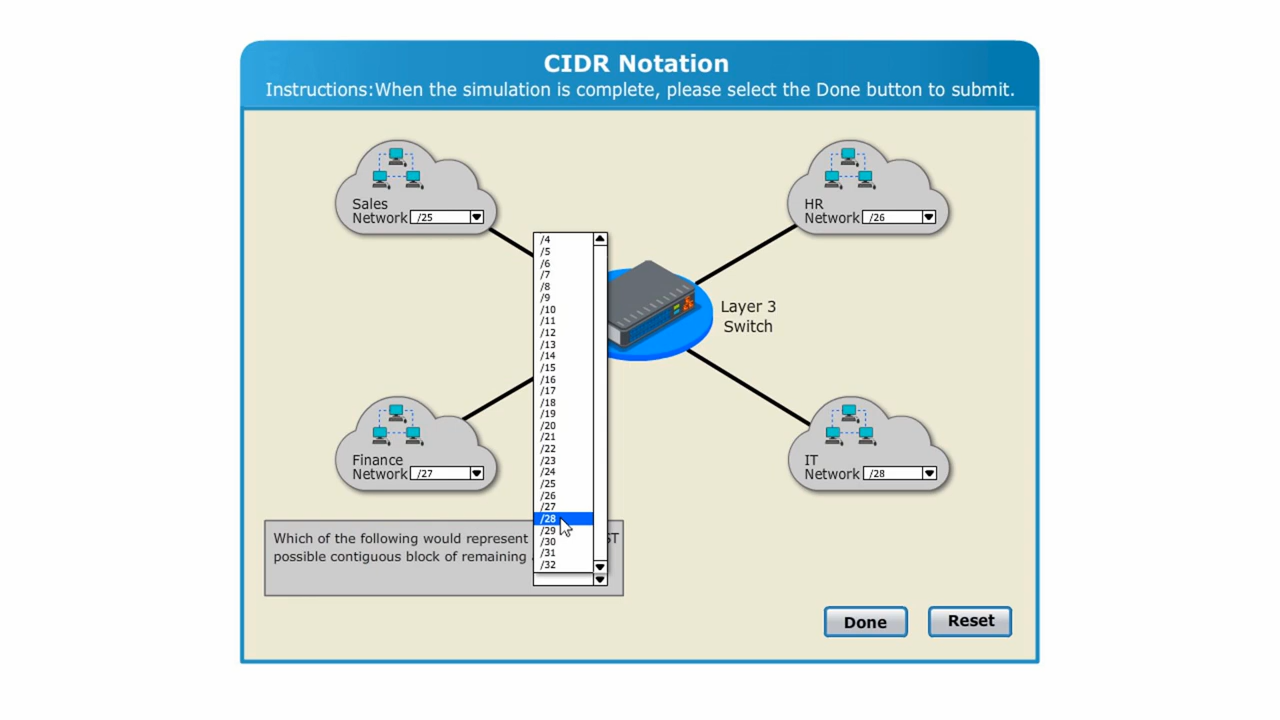 CIDR Notation
Instructions:When the simulation is complete, please select the Done button to submit.
Sales
Network /25
HR
Network /26
Layer 3
Switch
Finance
Network /27
IT
Network /28
/4
/5
/6
/7
/8
/9
/10
/11
/12
/13
/14
/15
/16
/17
/18
/19
/20
/21
/22
/23
/24
/25
/26
/27
/28
/29
/30
/31
/32
Which of the following would represent ST
possible contiguous block of remaining
Done
Reset